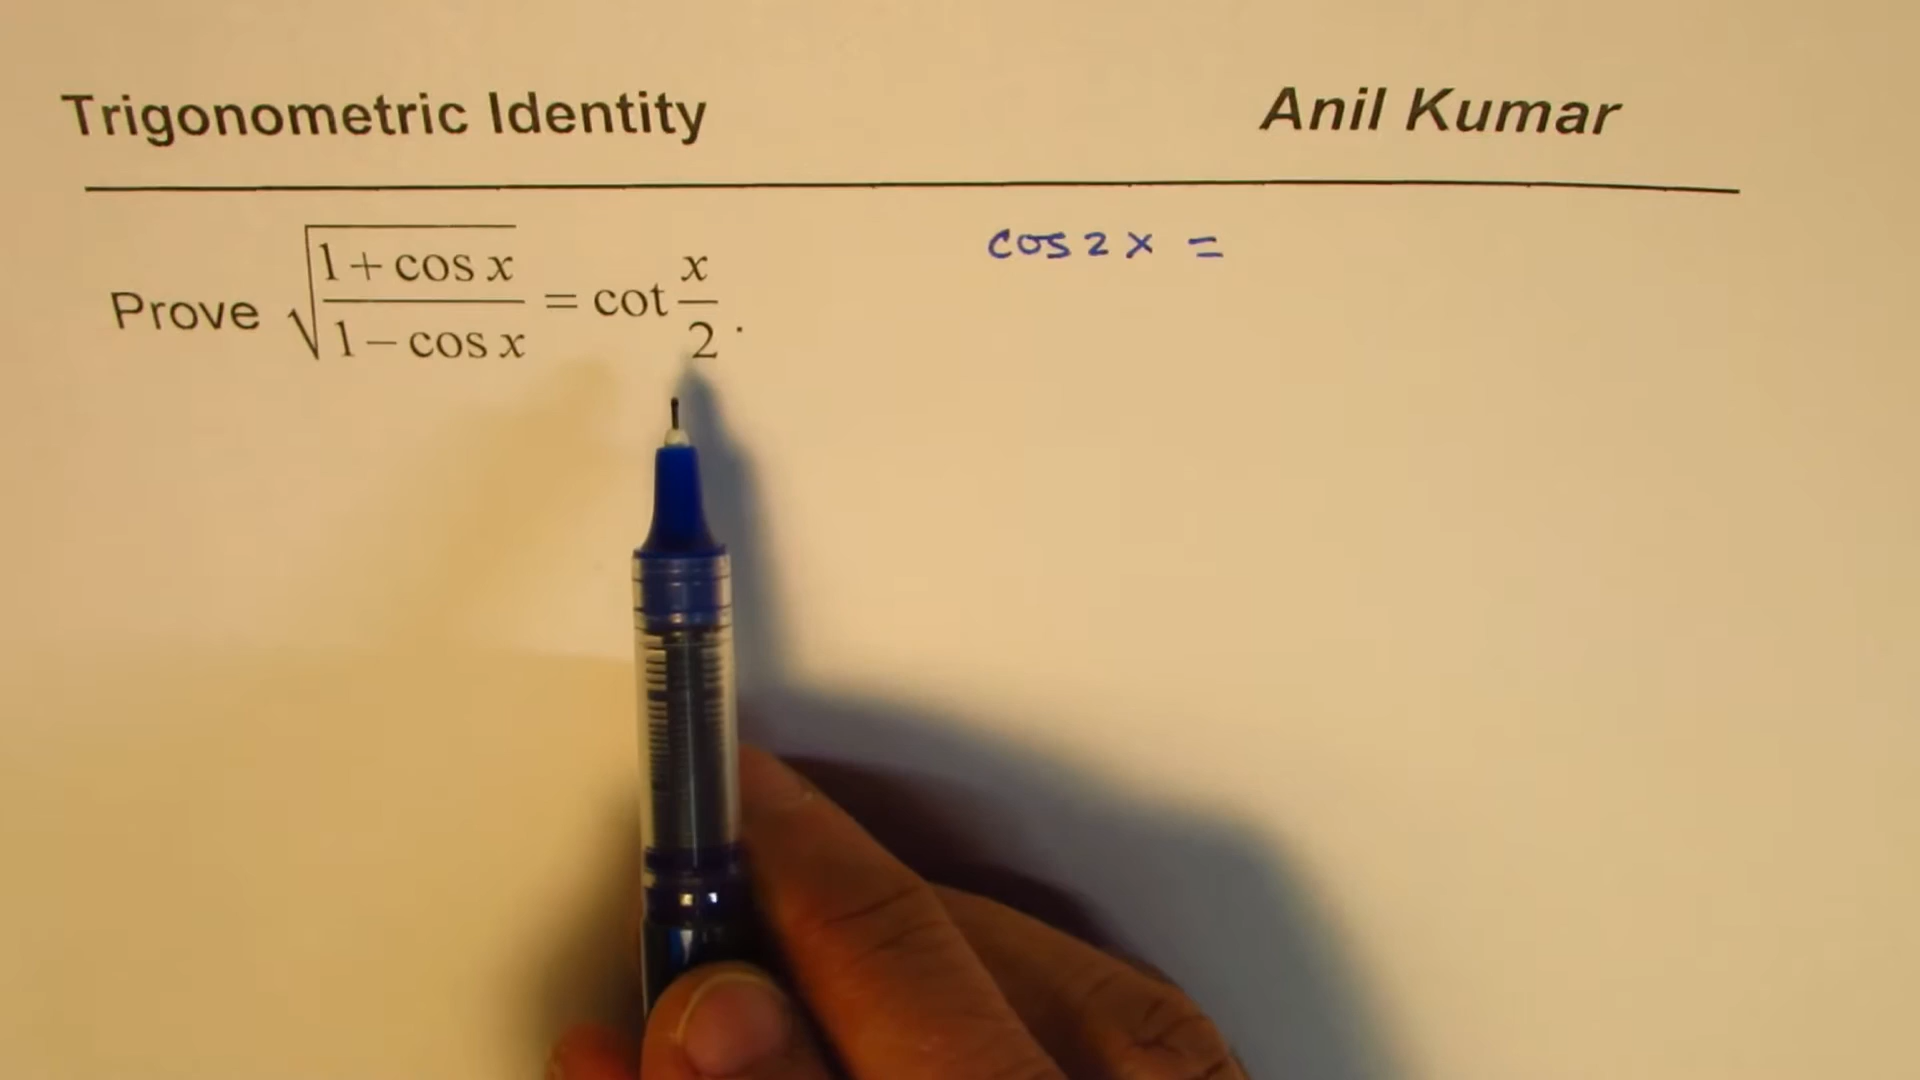 Trigonometric Identity
Anil Kumar
Prove √((1 + cos x)/(1 − cos x)) = cot x/2.
cos 2x =